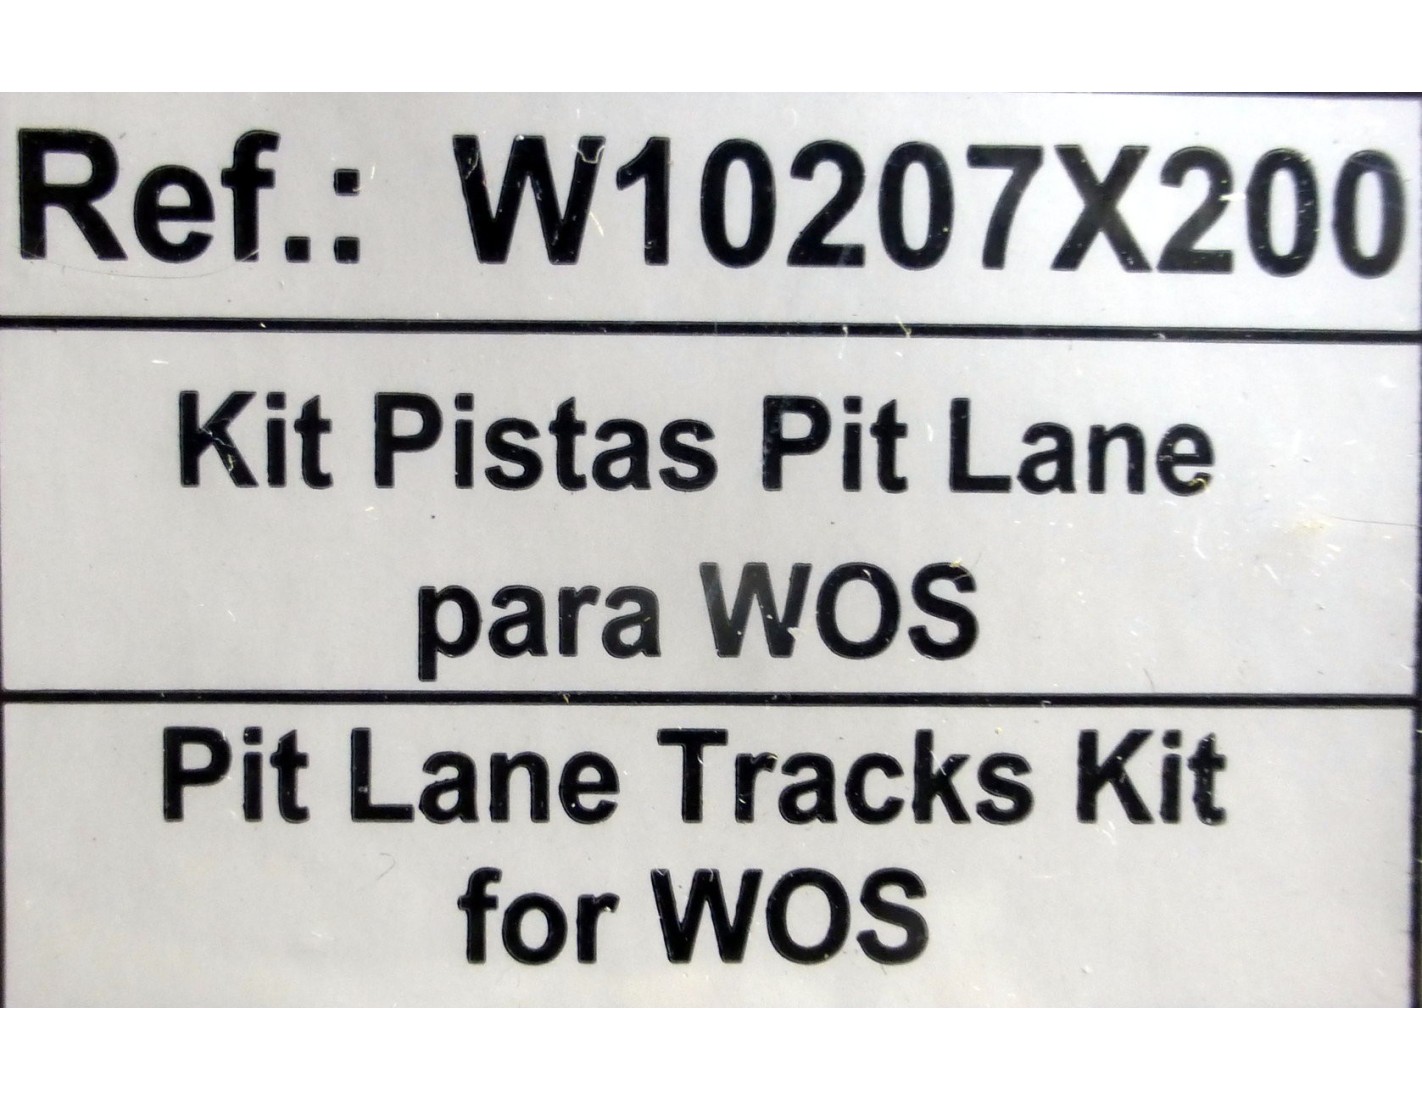 Ref.: W10207X200
Kit Pistas Pit Lane
para WOS
Pit Lane Tracks Kit
for WOS